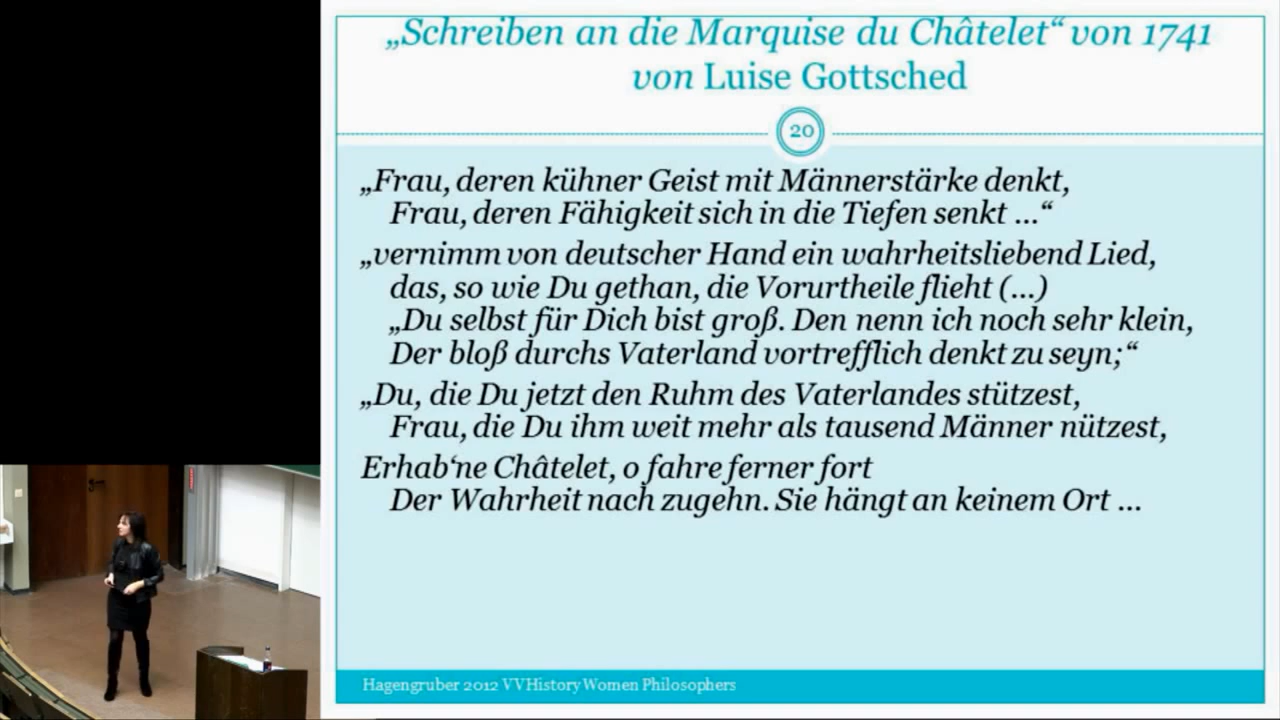 „Schreiben an die Marquise du Châtelet“ von 1741
von Luise Gottsched
20
„Frau, deren kühner Geist mit Männerstärke denkt,
Frau, deren Fähigkeit sich in die Tiefen senkt ...“
„vernimm von deutscher Hand ein wahrheitsliebend Lied,
das, so wie Du gethan, die Vorurtheile flieht (...)
„Du selbst für Dich bist groß. Den nenn ich noch sehr klein,
Der bloß durchs Vaterland vortrefflich denkt zu seyn;“
„Du, die Du jetzt den Ruhm des Vaterlandes stützest,
Frau, die Du ihm weit mehr als tausend Männer nützest,
Erhab‘ne Châtelet, o fahre ferner fort
Der Wahrheit nach zugehn. Sie hängt an keinem Ort ...
Hagengruber 2012 VVHistory Women Philosophers